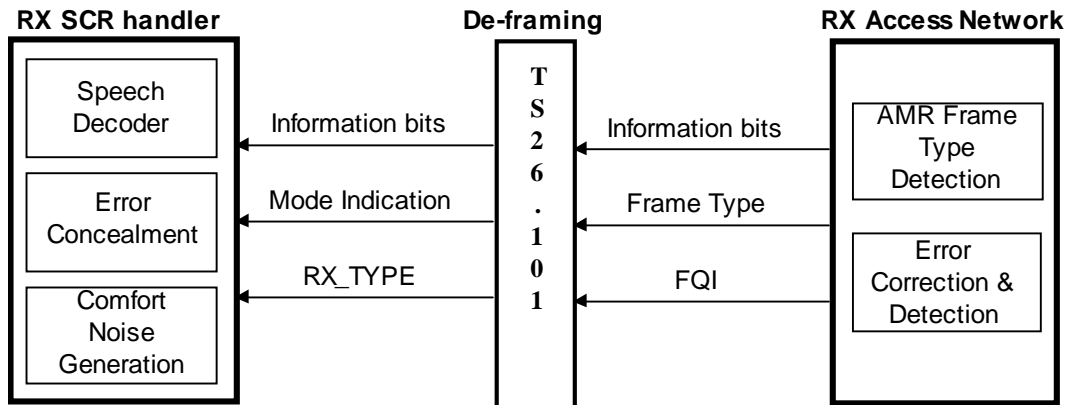 RX SCR handler
De-framing
RX Access Network
Speech
Decoder
Error
Concealment
Comfort
Noise
Generation
Information bits
Mode Indication
RX_TYPE
T
S
2
6
.
1
0
1
Information bits
Frame Type
FQI
AMR Frame
Type
Detection
Error
Correction &
Detection